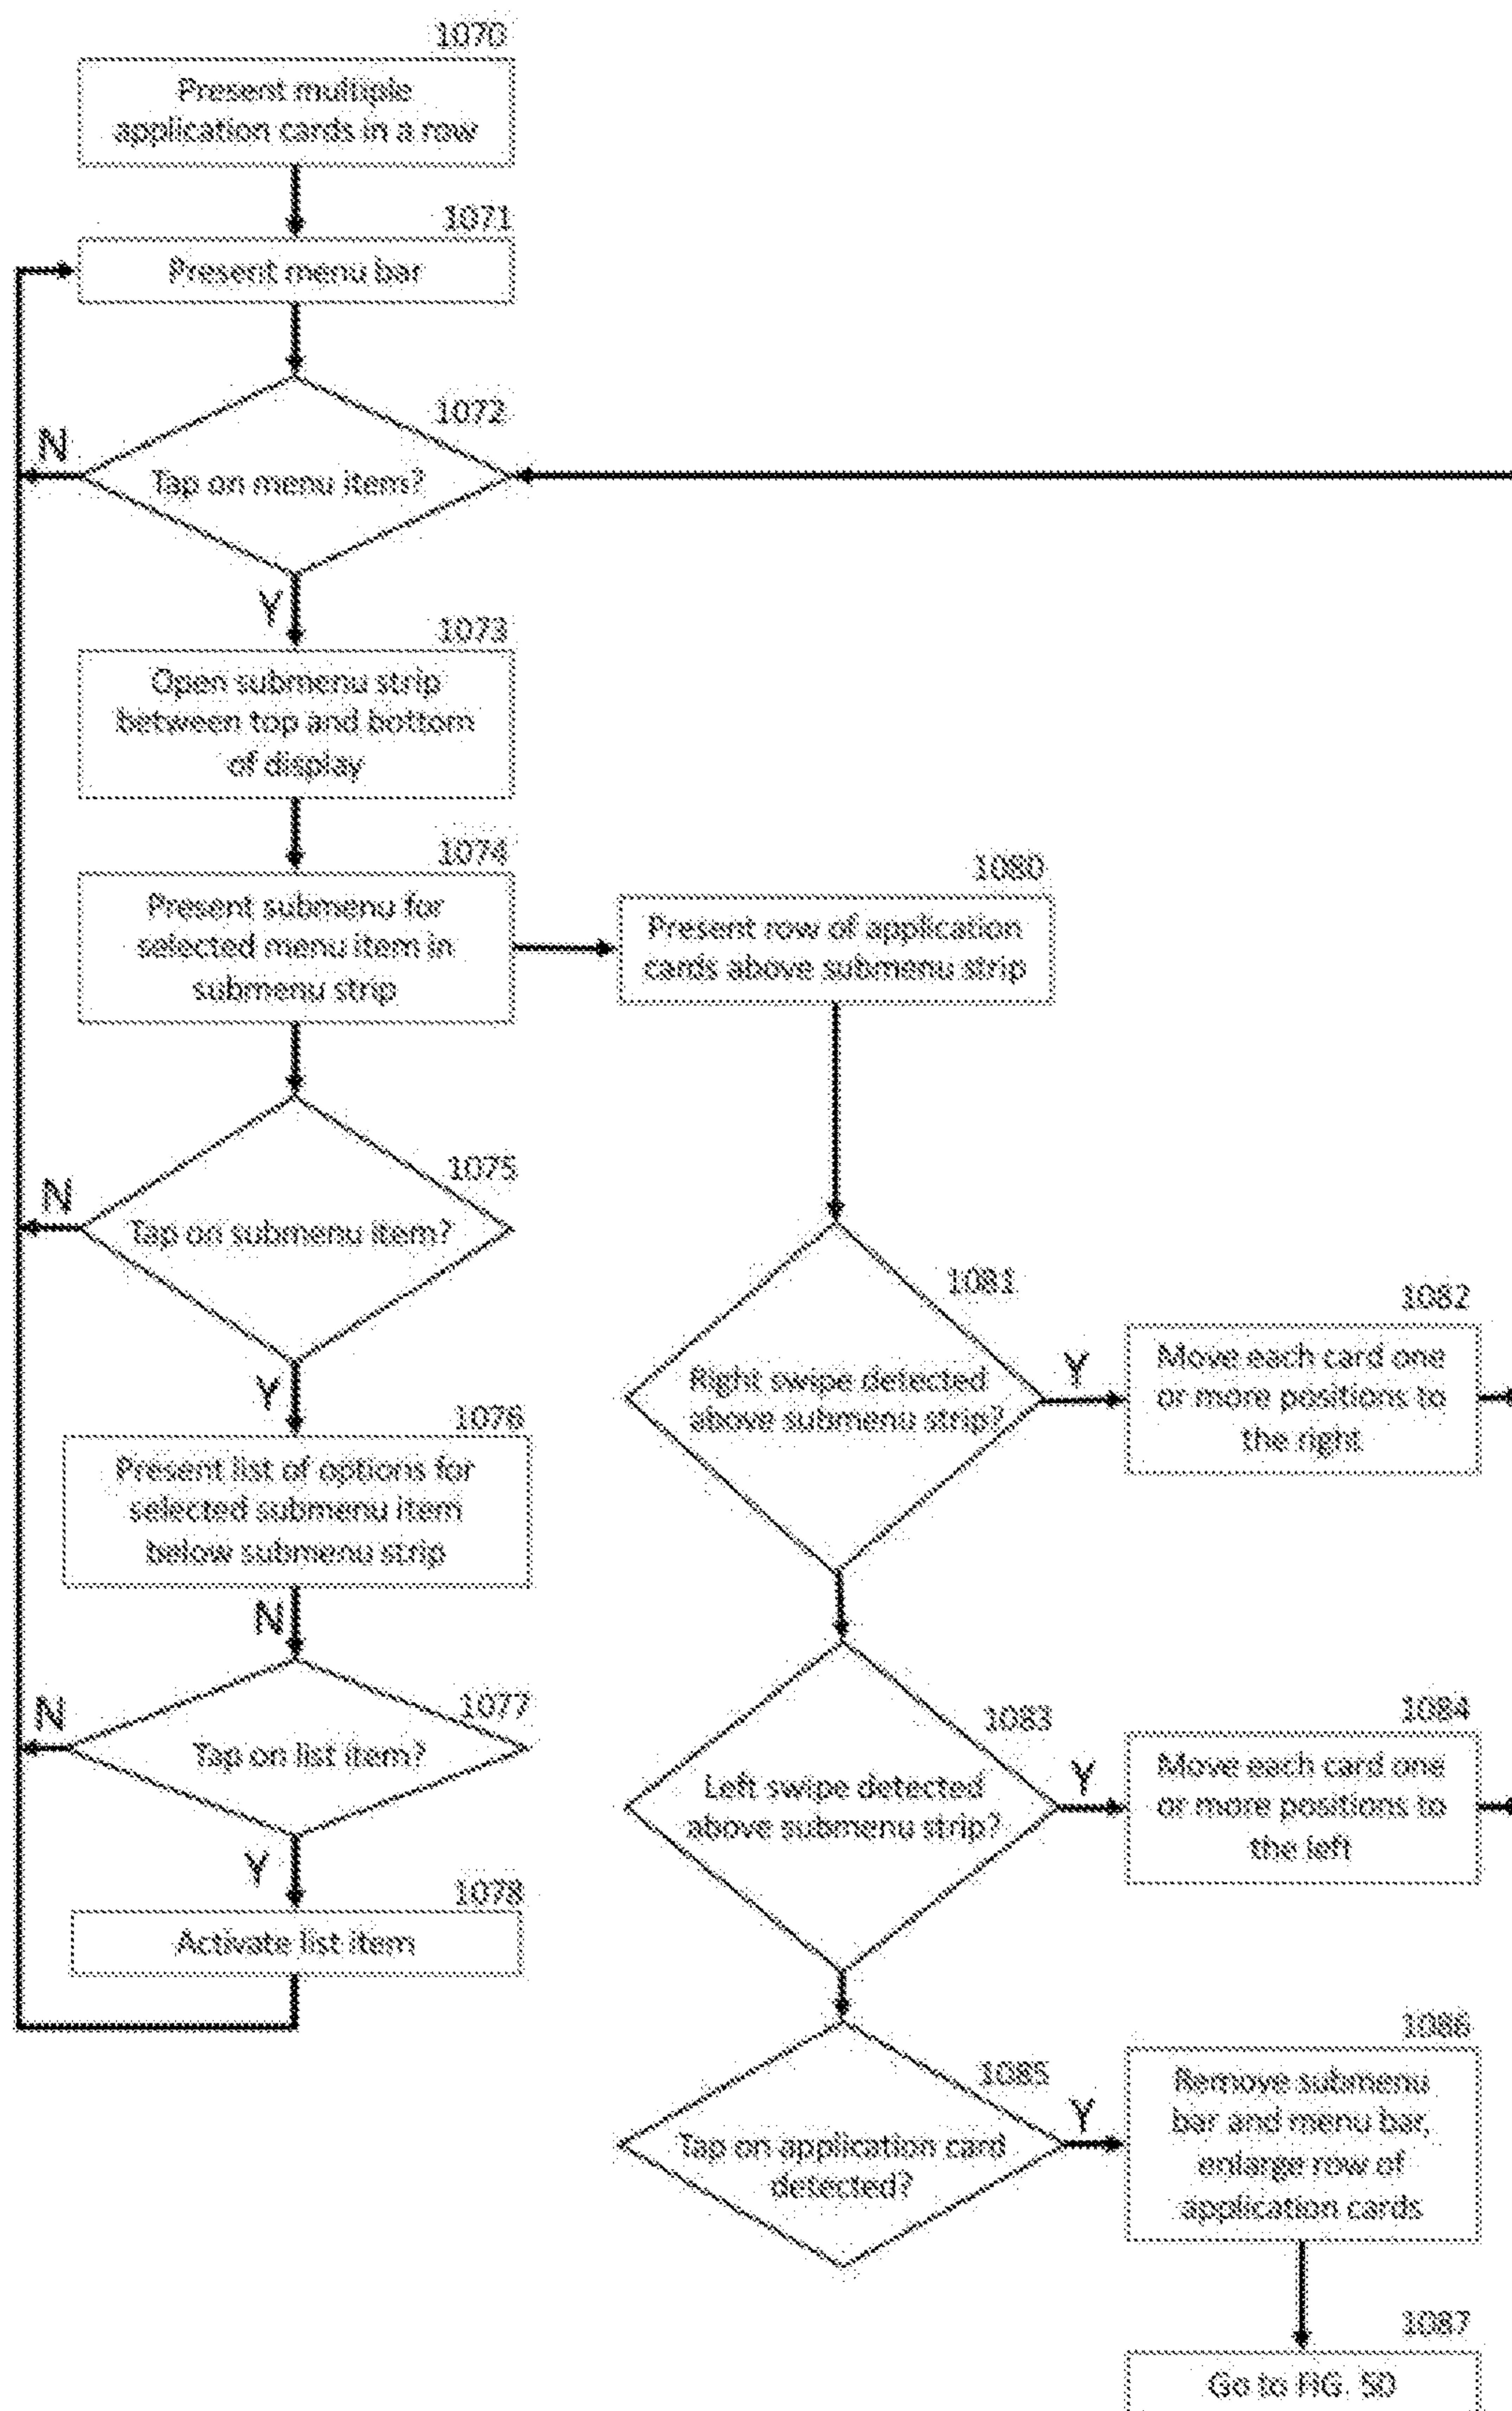 1070
Present multiple
application cards in a row
1071
Present menu bar
1072
N
Tap on menu item?
Y
1073
Open submenu strip
between top and bottom
of display
1074
Present submenu for
selected menu item in
submenu strip
1080
Present row of application
cards above submenu strip
1075
N
Tap on submenu item?
Y
1081
Right swipe detected
above submenu strip?
Y
1082
Move each card one
or more positions to
the right
1076
Present list of options for
selected submenu item
below submenu strip
N
1077
N
Tap on list item?
Y
1083
Left swipe detected
above submenu strip?
Y
1084
Move each card one
or more positions to
the left
1078
Activate list item
1085
Tap on application card
detected?
Y
1086
Remove submenu
bar and menu bar,
enlarge row of
application cards
1087
Go to FIG. 5D